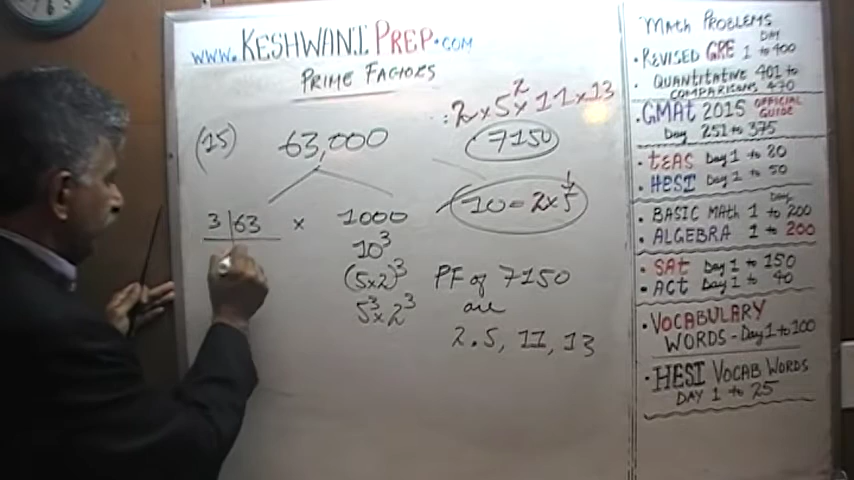 www.KESHWANIPREP.COM
PRIME FACTORS
(15) 63,000
3 63 × 1000
10³
(5×2)³
5³×2³
2×5²×11×13
7150
10 = 2×5
PF of 7150
are
2.5, 11, 13
MATH PROBLEMS
DAY
• REVISED GRE 1 to 400
• QUANTITATIVE 401 to
COMPARISONS 470
• GMAt 2015 OFFICIAL GUIDE
Day 251 to 375
• tEAS Day 1 to 80
• HESI Day 1 to 50
Day
• BASIC MAth 1 to 200
• ALGEBRA 1 to 200
• SAt Day 1 to 150
• ACt Day 1 to 40
• VOCABULARY
WORDS - Day 1 to 100
• HESI VOCAB WORDS
DAY 1 to 25